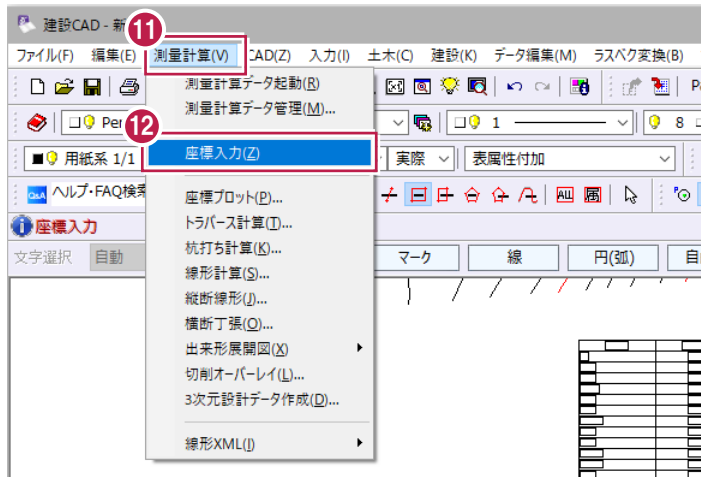 建設CAD - 新
11
ファイル(F) 編集(E) 測量計算(V) CAD(Z) 入力(I) 土木(C) 建設(K) データ編集(M) ラスベク変換(B)
測量計算データ起動(R)
測量計算データ管理(M)...
12
Per
1
8
座標入力(Z)
用紙系 1/1
実際
表属性付加
Q&A ヘルプ・FAQ検索
ALL
座標プロット(P)...
座標入力
トラバース計算(T)...
文字選択 自動
杭打ち計算(K)...
マーク 線 円(弧)
線形計算(S)...
縦断線形(J)...
横断丁張(O)...
出来形展開図(X)
切削オーバーレイ(L)...
3次元設計データ作成(D)...
線形XML(I)